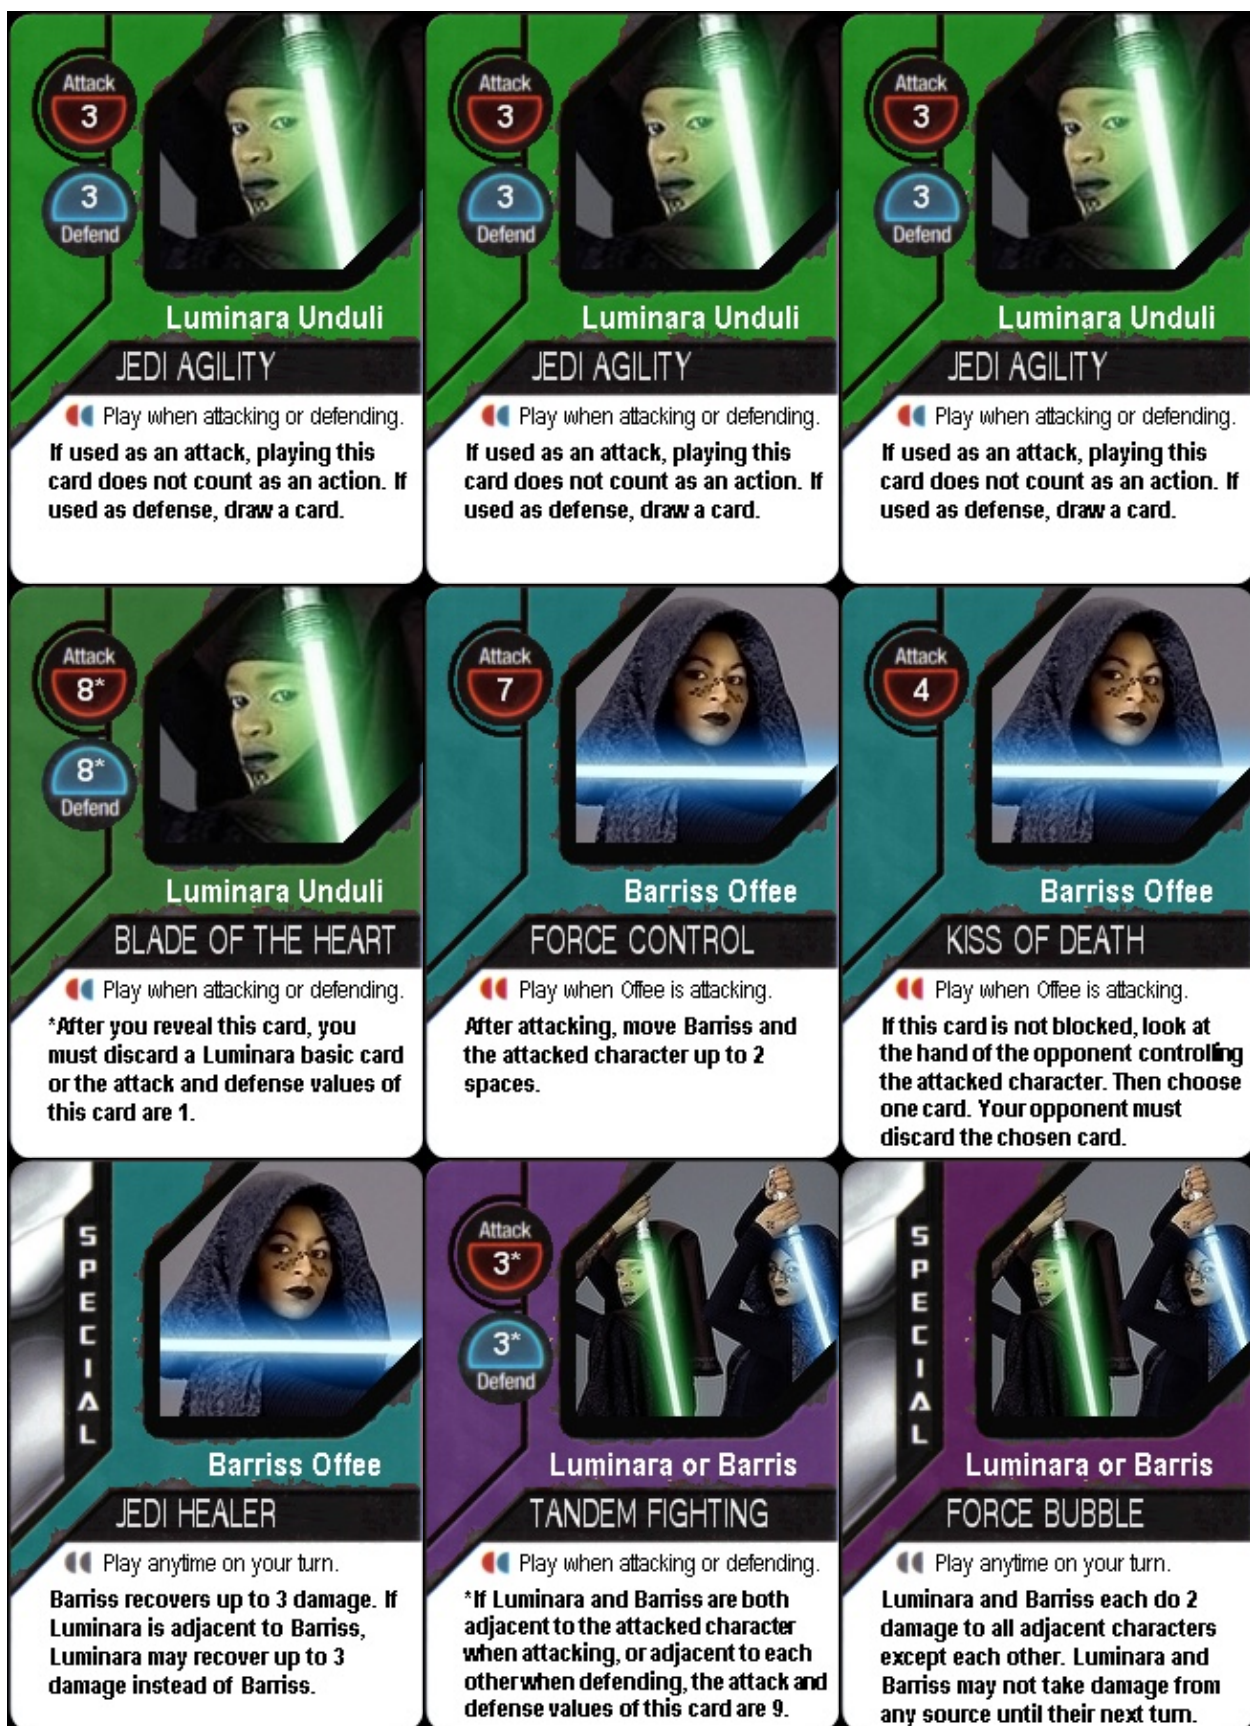 Attack
3
3
Defend
Luminara Unduli
JEDI AGILITY
Play when attacking or defending.
If used as an attack, playing this
card does not count as an action. If
used as defense, draw a card.
Attack
3
3
Defend
Luminara Unduli
JEDI AGILITY
Play when attacking or defending.
If used as an attack, playing this
card does not count as an action. If
used as defense, draw a card.
Attack
3
3
Defend
Luminara Unduli
JEDI AGILITY
Play when attacking or defending.
If used as an attack, playing this
card does not count as an action. If
used as defense, draw a card.
Attack
8*
8*
Defend
Luminara Unduli
BLADE OF THE HEART
Play when attacking or defending.
*After you reveal this card, you
must discard a Luminara basic card
or the attack and defense values of
this card are 1.
Attack
7
Barriss Offee
FORCE CONTROL
Play when Offee is attacking.
After attacking, move Barriss and
the attacked character up to 2
spaces.
Attack
4
Barriss Offee
KISS OF DEATH
Play when Offee is attacking.
If this card is not blocked, look at
the hand of the opponent controlling
the attacked character. Then choose
one card. Your opponent must
discard the chosen card.
SPECIAL
Barriss Offee
JEDI HEALER
Play anytime on your turn.
Barriss recovers up to 3 damage. If
Luminara is adjacent to Barriss,
Luminara may recover up to 3
damage instead of Barriss.
Attack
3*
3*
Defend
Luminara or Barris
TANDEM FIGHTING
Play when attacking or defending.
*If Luminara and Barriss are both
adjacent to the attacked character
when attacking, or adjacent to each
otherwhen defending, the attack and
defense values of this card are 9.
SPECIAL
Luminara or Barris
FORCE BUBBLE
Play anytime on your turn.
Luminara and Barriss each do 2
damage to all adjacent characters
except each other. Luminara and
Barriss may not take damage from
any source until their next turn.